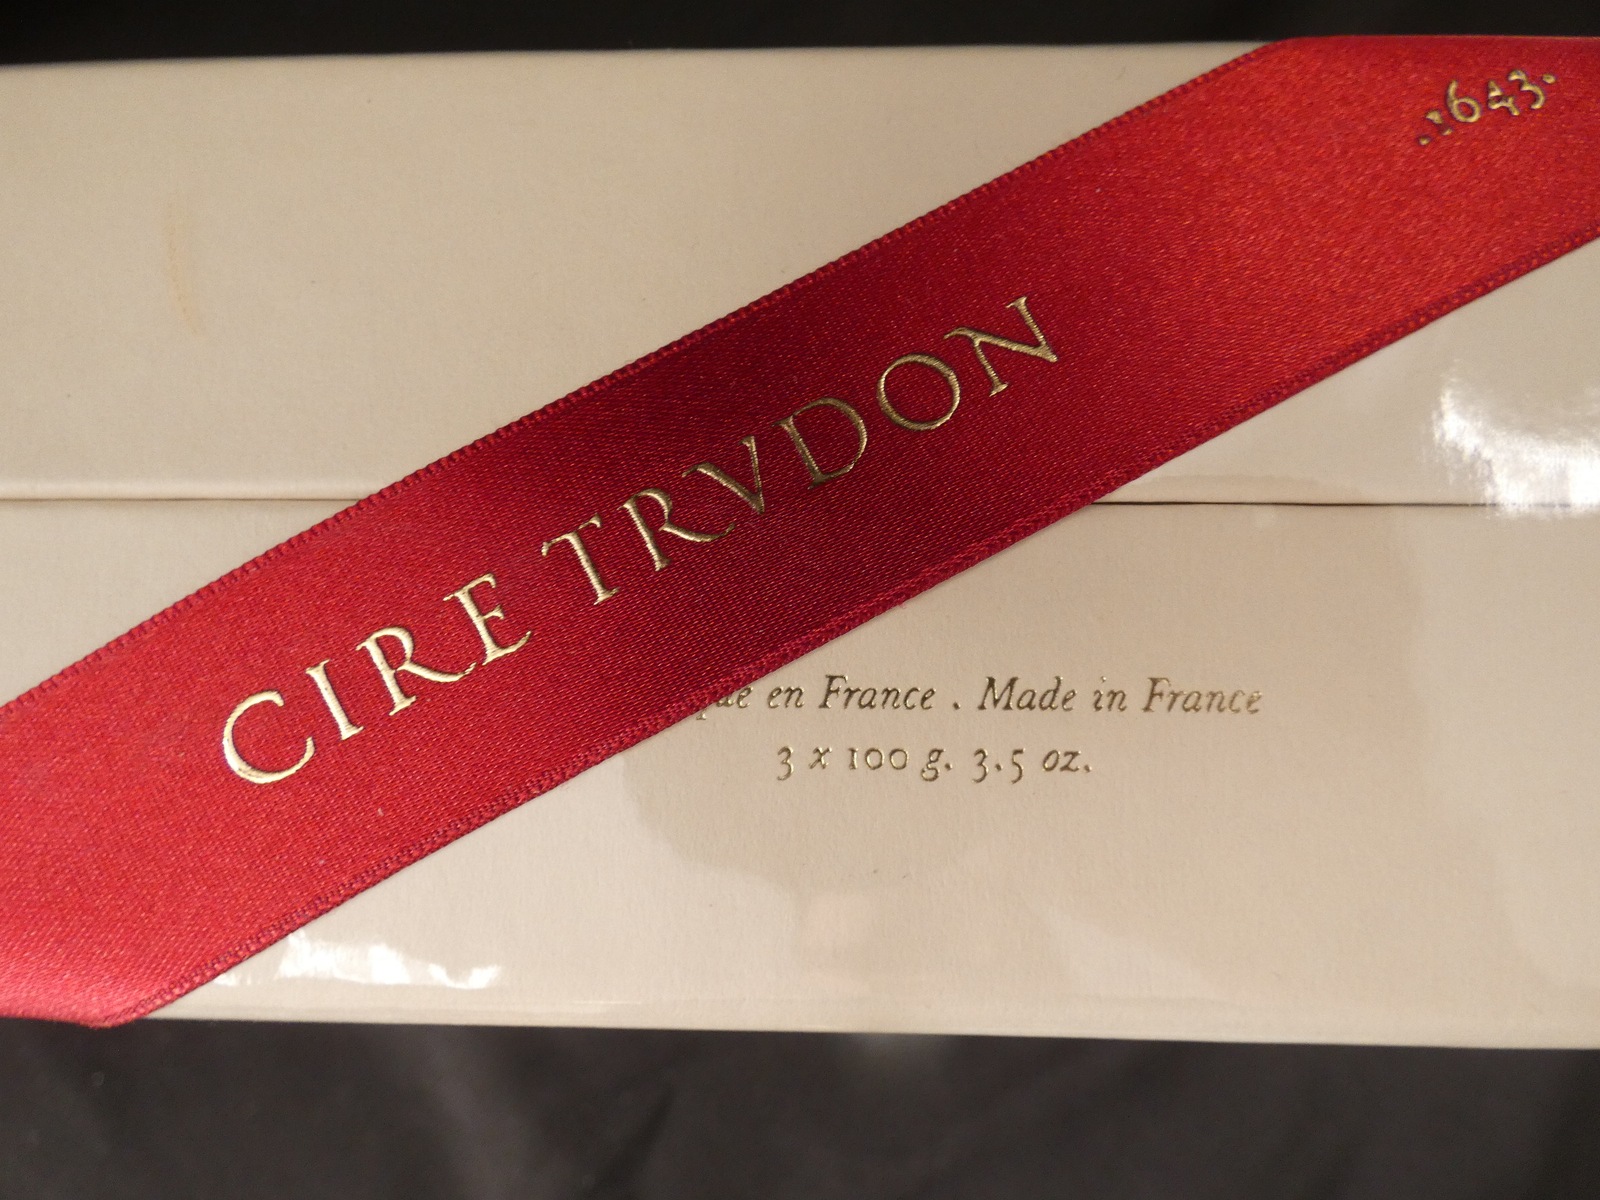 .1643.
CIRE TRVDON
en France . Made in France
3 x 100 g. 3.5 oz.